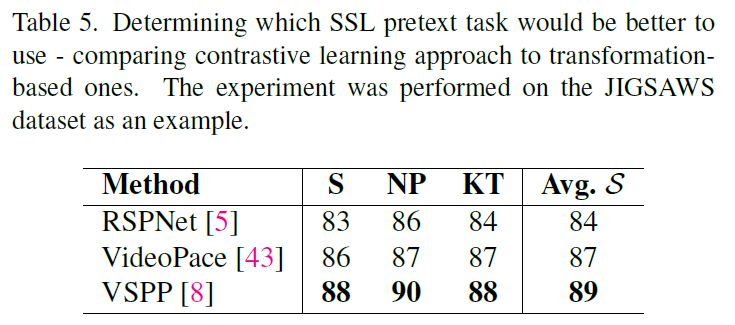 Table 5. Determining which SSL pretext task would be better to
use - comparing contrastive learning approach to transformation-
based ones. The experiment was performed on the JIGSAWS
dataset as an example.
Method S NP KT Avg. S
RSPNet [5] 83 86 84 84
VideoPace [43] 86 87 87 87
VSPP [8] 88 90 88 89